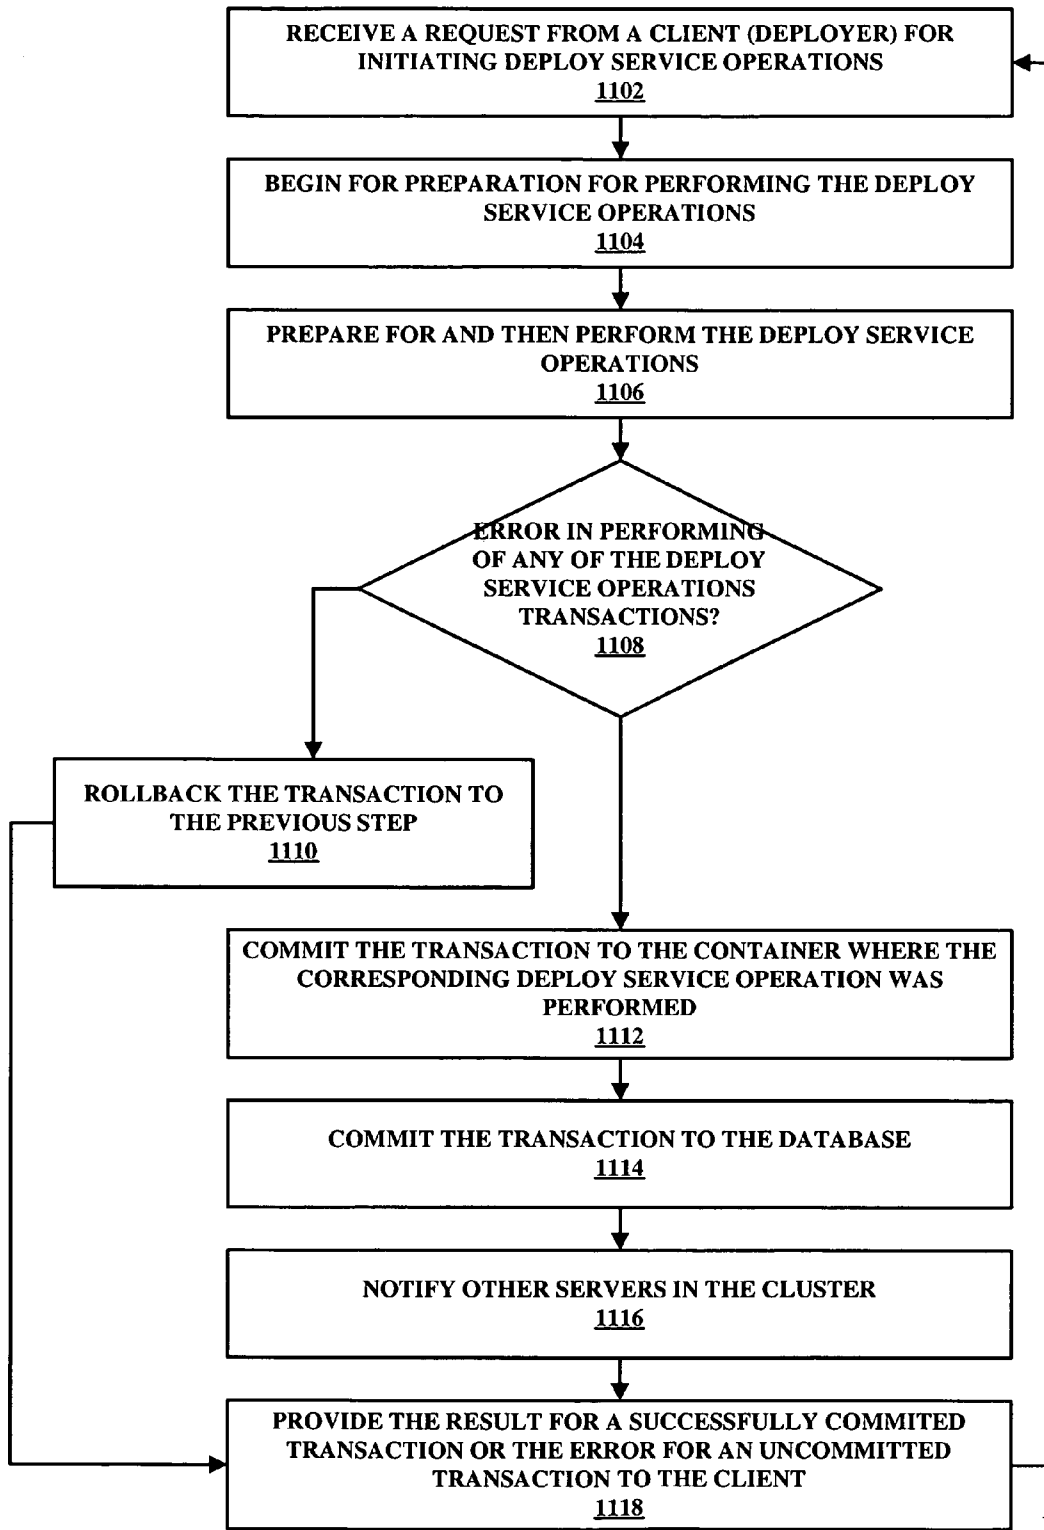 RECEIVE A REQUEST FROM A CLIENT (DEPLOYER) FOR
INITIATING DEPLOY SERVICE OPERATIONS
1102
BEGIN FOR PREPARATION FOR PERFORMING THE DEPLOY
SERVICE OPERATIONS
1104
PREPARE FOR AND THEN PERFORM THE DEPLOY SERVICE
OPERATIONS
1106
ERROR IN PERFORMING
OF ANY OF THE DEPLOY
SERVICE OPERATIONS
TRANSACTIONS?
1108
ROLLBACK THE TRANSACTION TO
THE PREVIOUS STEP
1110
COMMIT THE TRANSACTION TO THE CONTAINER WHERE THE
CORRESPONDING DEPLOY SERVICE OPERATION WAS
PERFORMED
1112
COMMIT THE TRANSACTION TO THE DATABASE
1114
NOTIFY OTHER SERVERS IN THE CLUSTER
1116
PROVIDE THE RESULT FOR A SUCCESSFULLY COMMITED
TRANSACTION OR THE ERROR FOR AN UNCOMMITTED
TRANSACTION TO THE CLIENT
1118